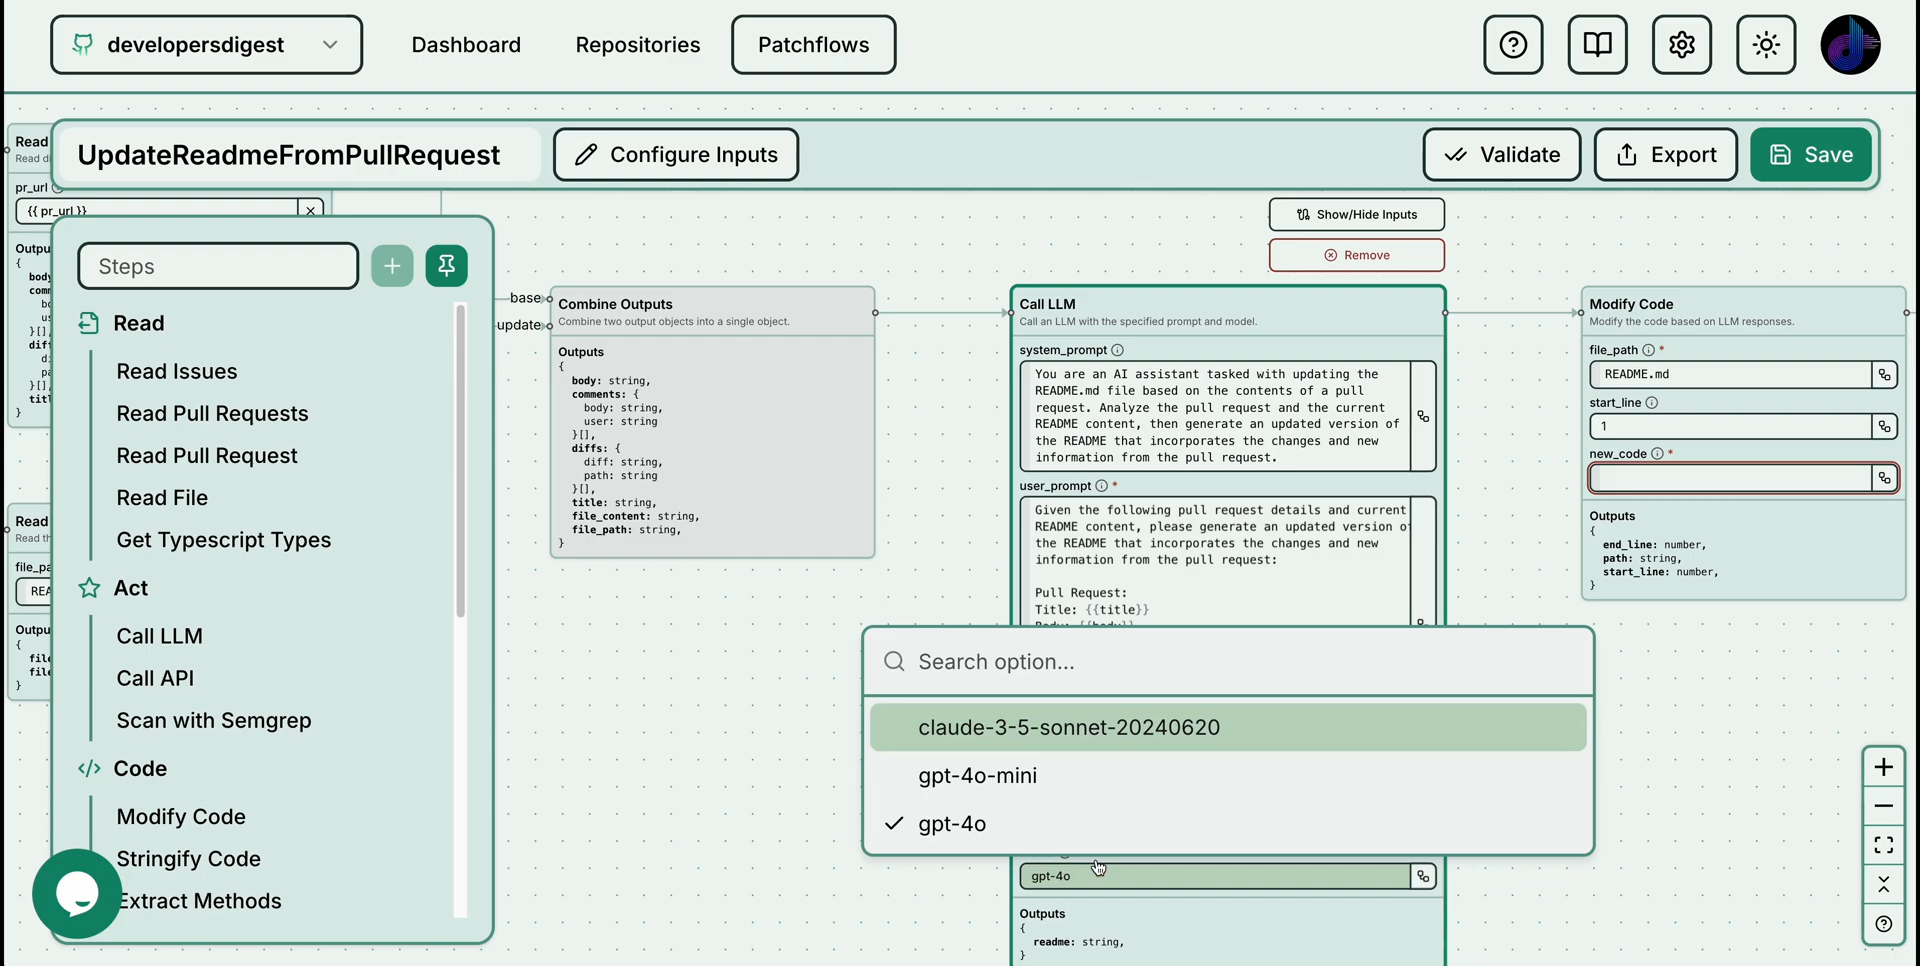 developersdigest
Dashboard
Repositories
Patchflows
UpdateReadmeFromPullRequest
Configure Inputs
Validate
Export
Save
Read
pr_url
{{ pr_url }}
Steps
Read
Read Issues
Read Pull Requests
Read Pull Request
Read File
Get Typescript Types
Act
Call LLM
Call API
Scan with Semgrep
Code
Modify Code
Stringify Code
Extract Methods
Read
base
update
Combine Outputs
Combine two output objects into a single object.
Outputs
{
body: string,
comments: {
body: string,
user: string
}[],
diffs: {
diff: string,
path: string
}[],
title: string,
file_content: string,
file_path: string,
}
Show/Hide Inputs
Remove
Call LLM
Call an LLM with the specified prompt and model.
system_prompt
You are an AI assistant tasked with updating the
README.md file based on the contents of a pull
request. Analyze the pull request and the current
README content, then generate an updated version of
the README that incorporates the changes and new
information from the pull request.
user_prompt *
Given the following pull request details and current
README content, please generate an updated version of
the README that incorporates the changes and new
information from the pull request:
Pull Request:
Title: {{title}}
Body: {{body}}
Search option...
claude-3-5-sonnet-20240620
gpt-4o-mini
gpt-4o
gpt-4o
Outputs
{
readme: string,
}
Modify Code
Modify the code based on LLM responses.
file_path *
README.md
start_line
1
new_code *
Outputs
{
end_line: number,
path: string,
start_line: number,
}